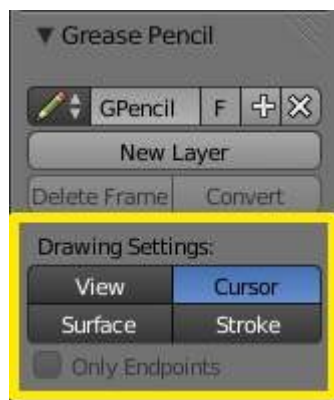 Grease Pencil
GPencil F
New Layer
Delete Frame Convert
Drawing Settings:
View Cursor
Surface Stroke
Only Endpoints